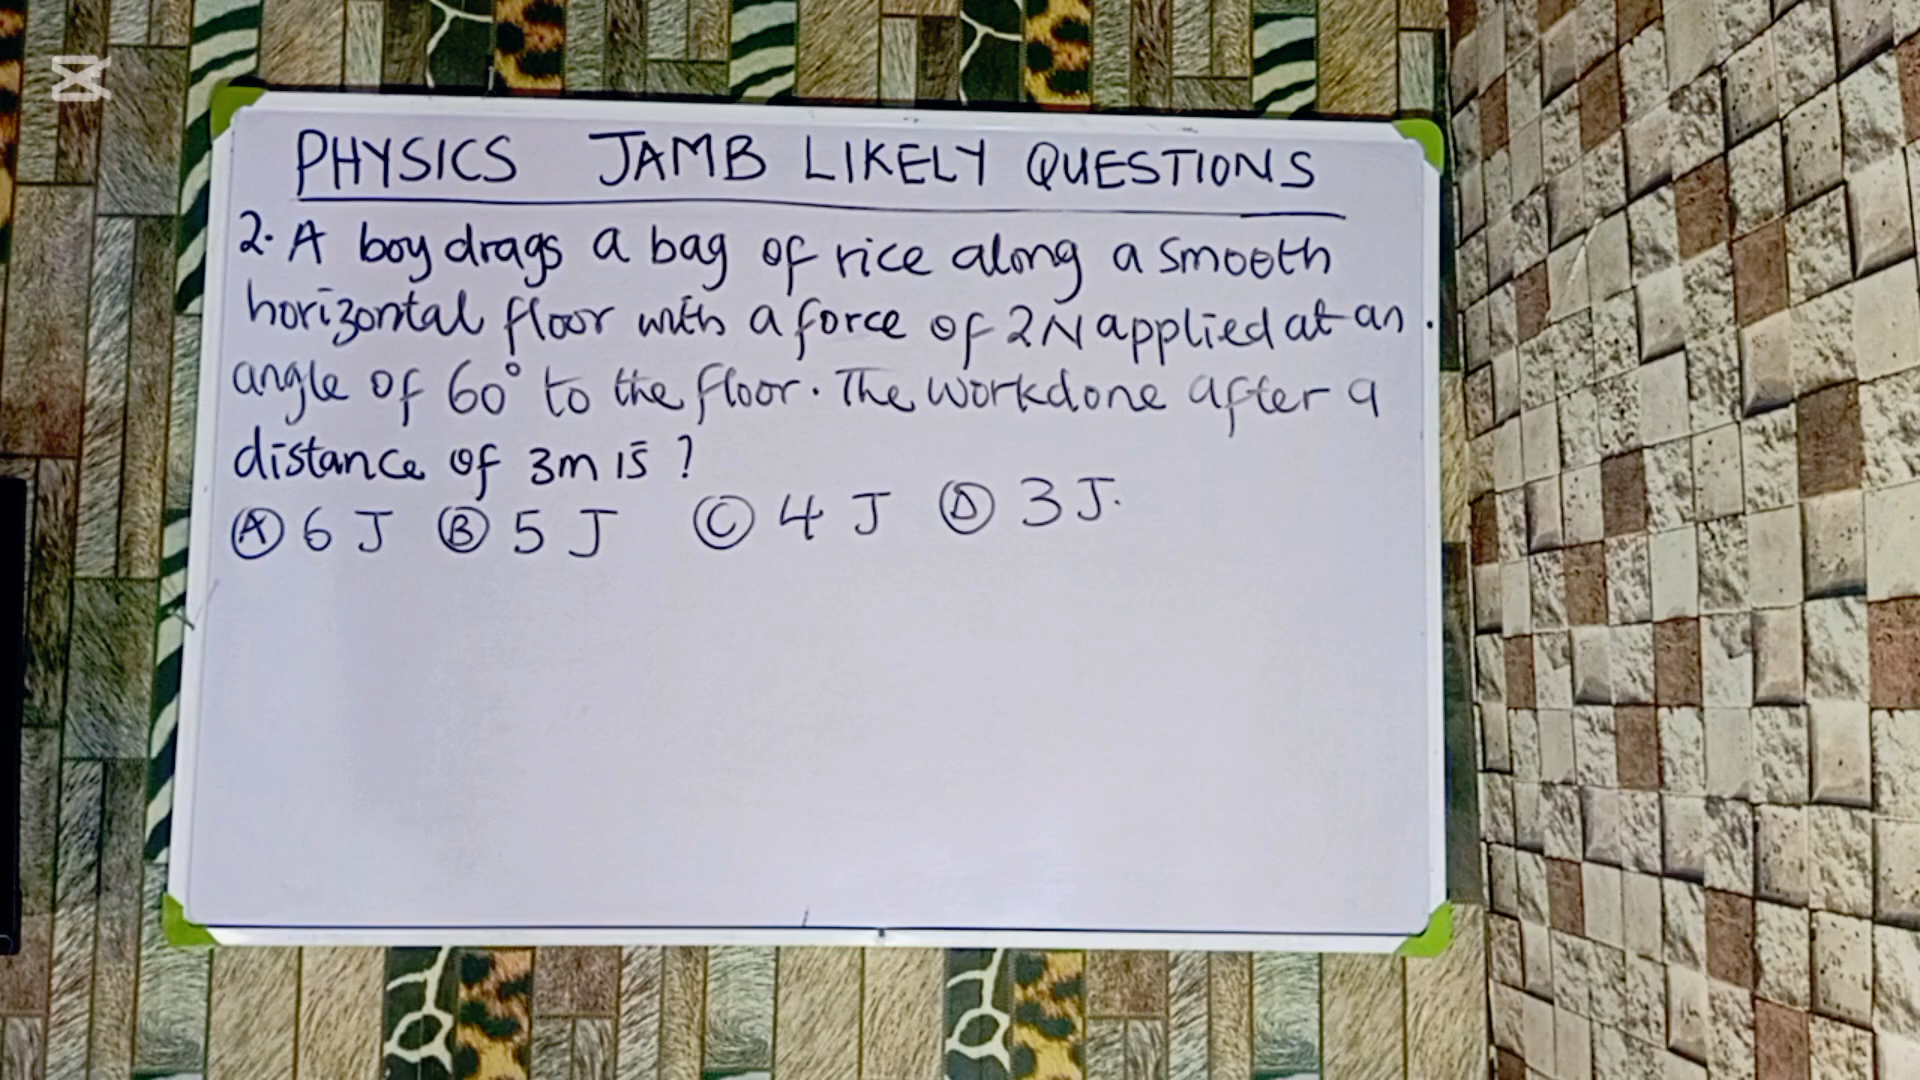 PHYSICS JAMB LIKELY QUESTIONS
2. A boy drags a bag of rice along a smooth
horizontal floor with a force of 2N applied at an
angle of 60° to the floor. The workdone after a
distance of 3m is ?
Ⓐ 6 J Ⓑ 5 J Ⓒ 4 J Ⓓ 3 J.